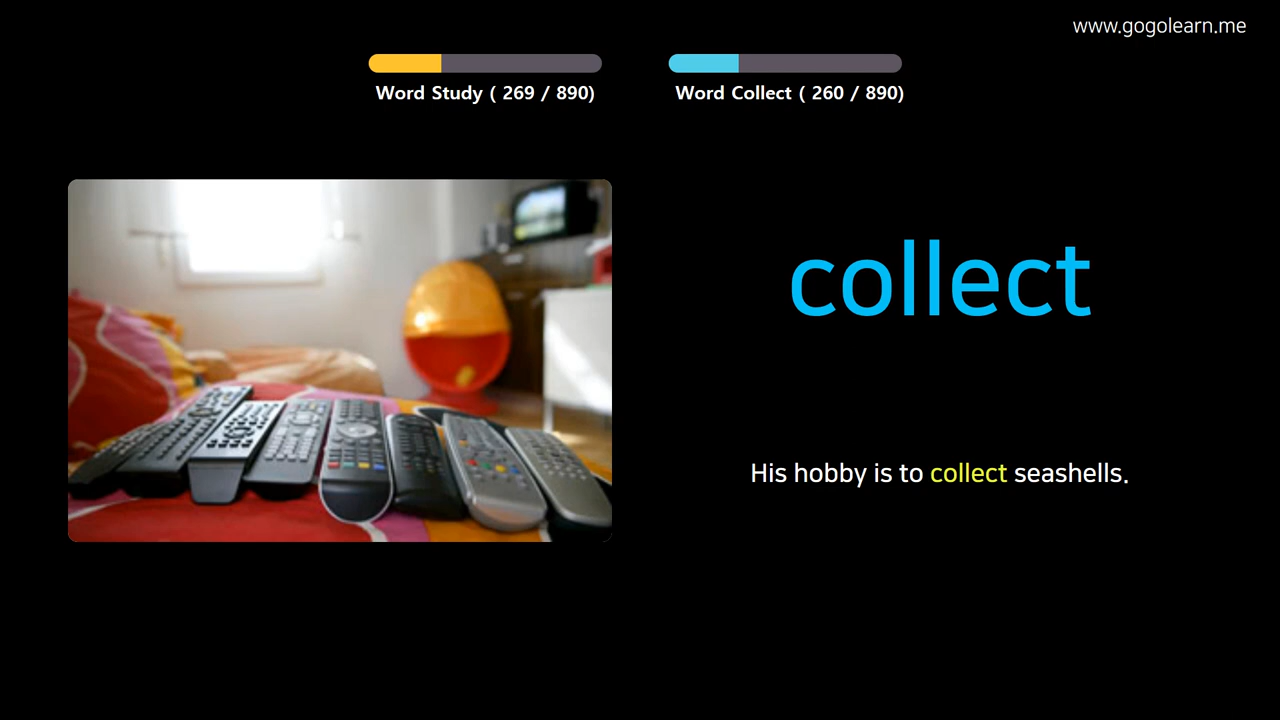 www.gogolearn.me
Word Study ( 269 / 890)
Word Collect ( 260 / 890)
collect
His hobby is to collect seashells.